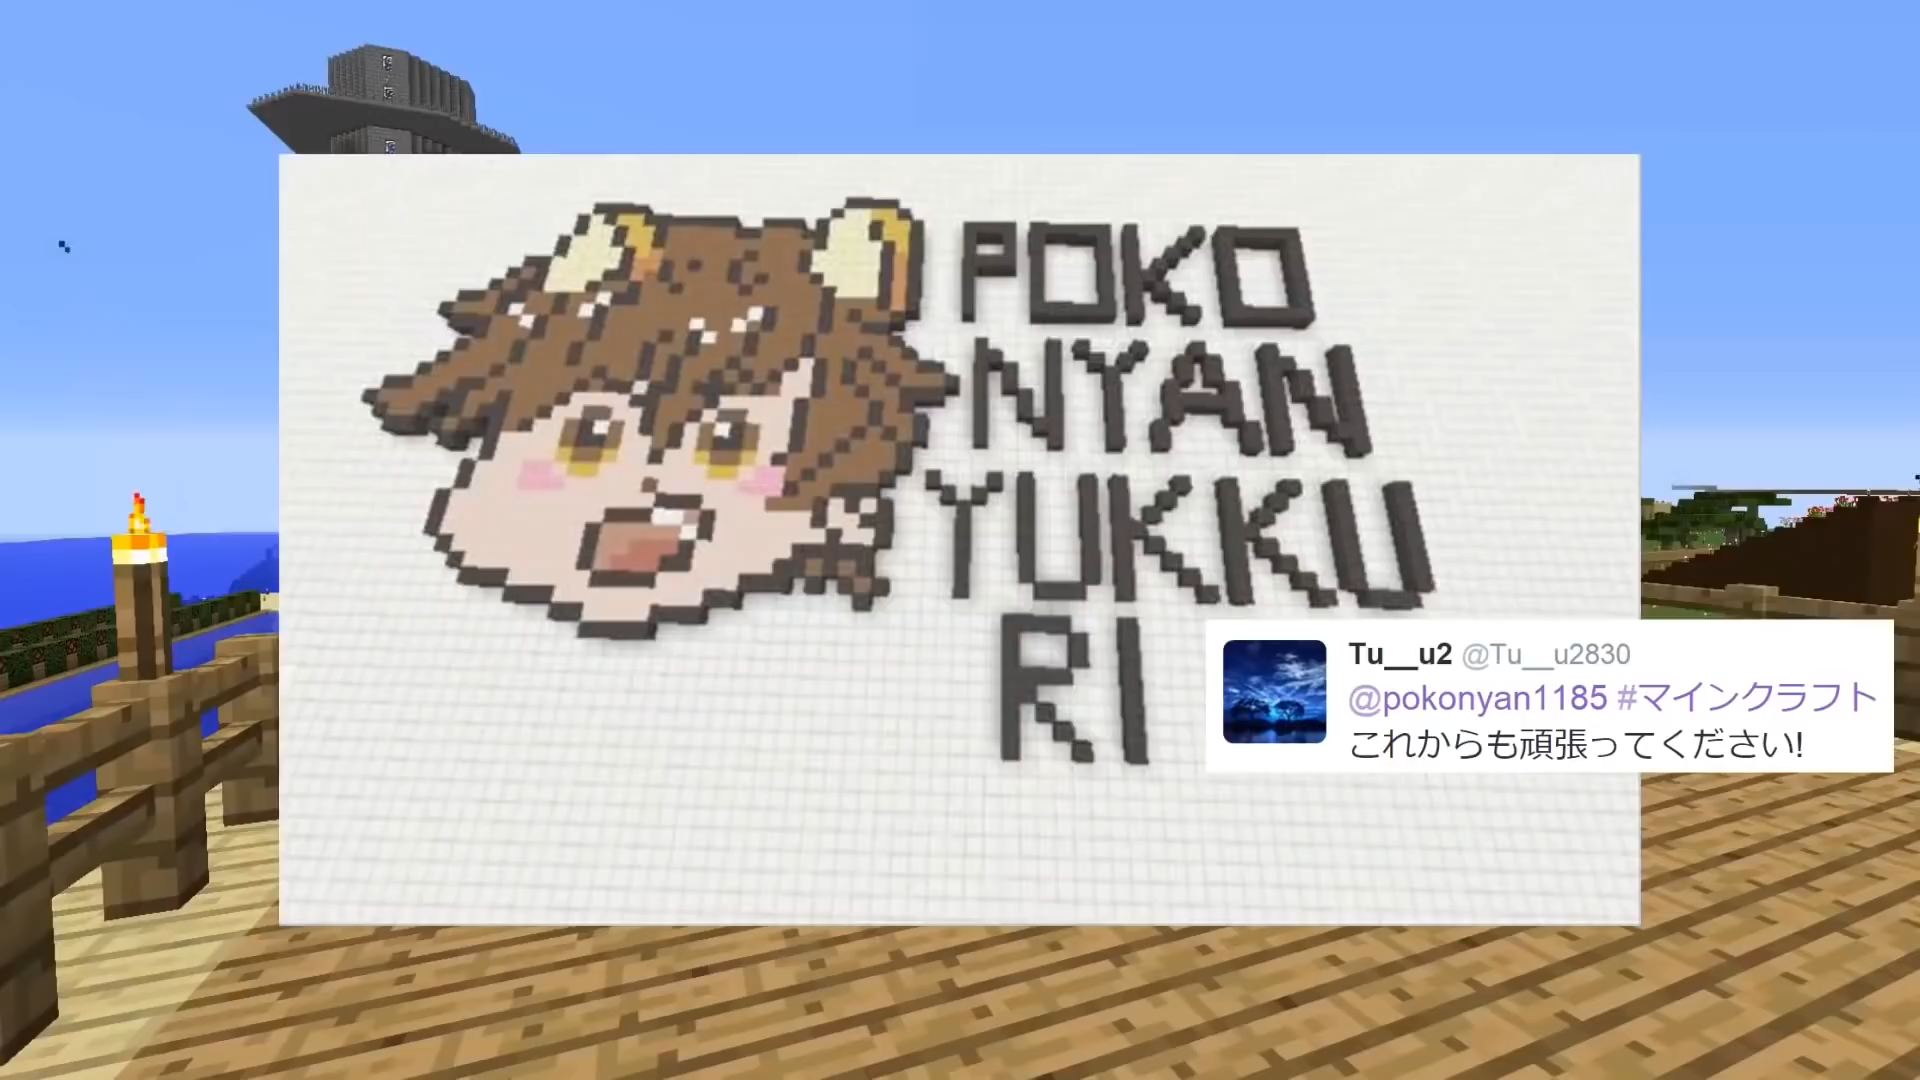 POKO
NYAN
YUKKU
RI
Tu__u2 @Tu__u2830
@pokonyan1185 #マインクラフト
これからも頑張ってください!